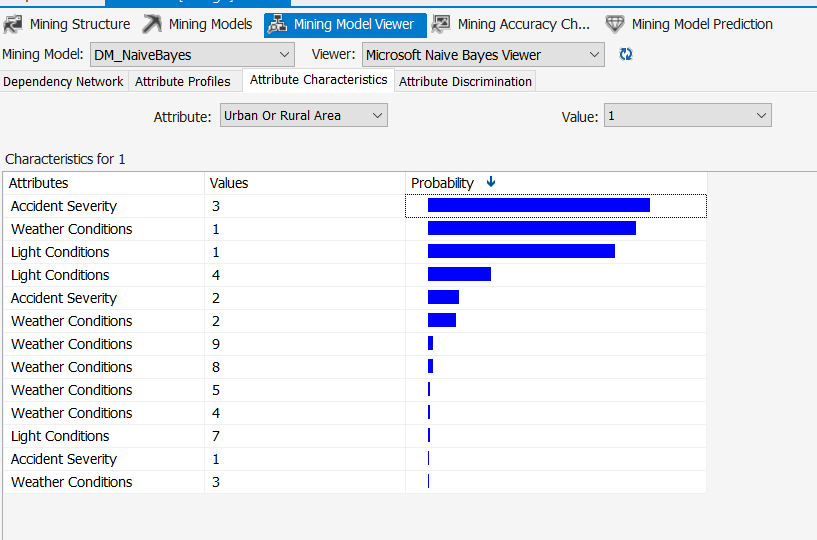 Mining Structure Mining Models Mining Model Viewer Mining Accuracy Ch... Mining Model Prediction
Mining Model: DM_NaiveBayes Viewer: Microsoft Naive Bayes Viewer
Dependency Network Attribute Profiles Attribute Characteristics Attribute Discrimination
Attribute: Urban Or Rural Area Value: 1
Characteristics for 1
Attributes Values Probability
Accident Severity 3
Weather Conditions 1
Light Conditions 1
Light Conditions 4
Accident Severity 2
Weather Conditions 2
Weather Conditions 9
Weather Conditions 8
Weather Conditions 5
Weather Conditions 4
Light Conditions 7
Accident Severity 1
Weather Conditions 3